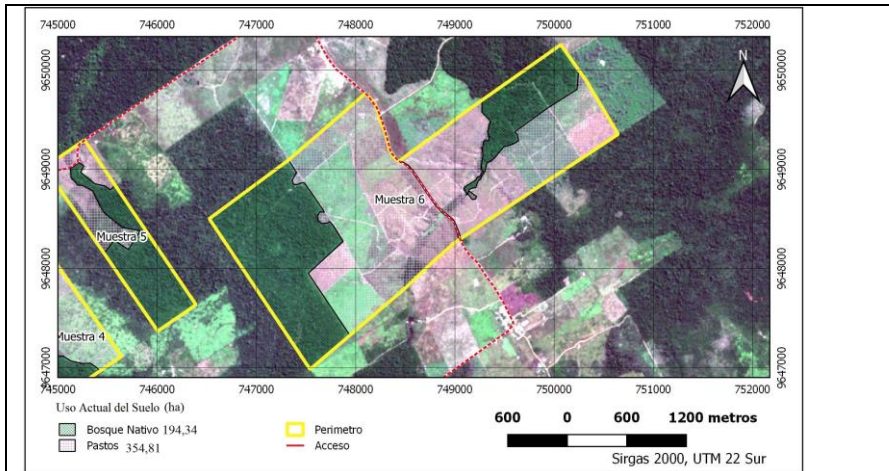 745000 746000 747000 748000 749000 750000 751000 752000
9650000 9650000
N
9649000 9649000
Muestra 6
Muestra 5
9648000 9648000
Muestra 4
9647000 9647000
745000 746000 747000 748000 749000 750000 751000 752000
Uso Actual del Suelo (ha)
Bosque Nativo 194,34
Pastos 354,81
Perimetro
Acceso
600 0 600 1200 metros
Sirgas 2000, UTM 22 Sur